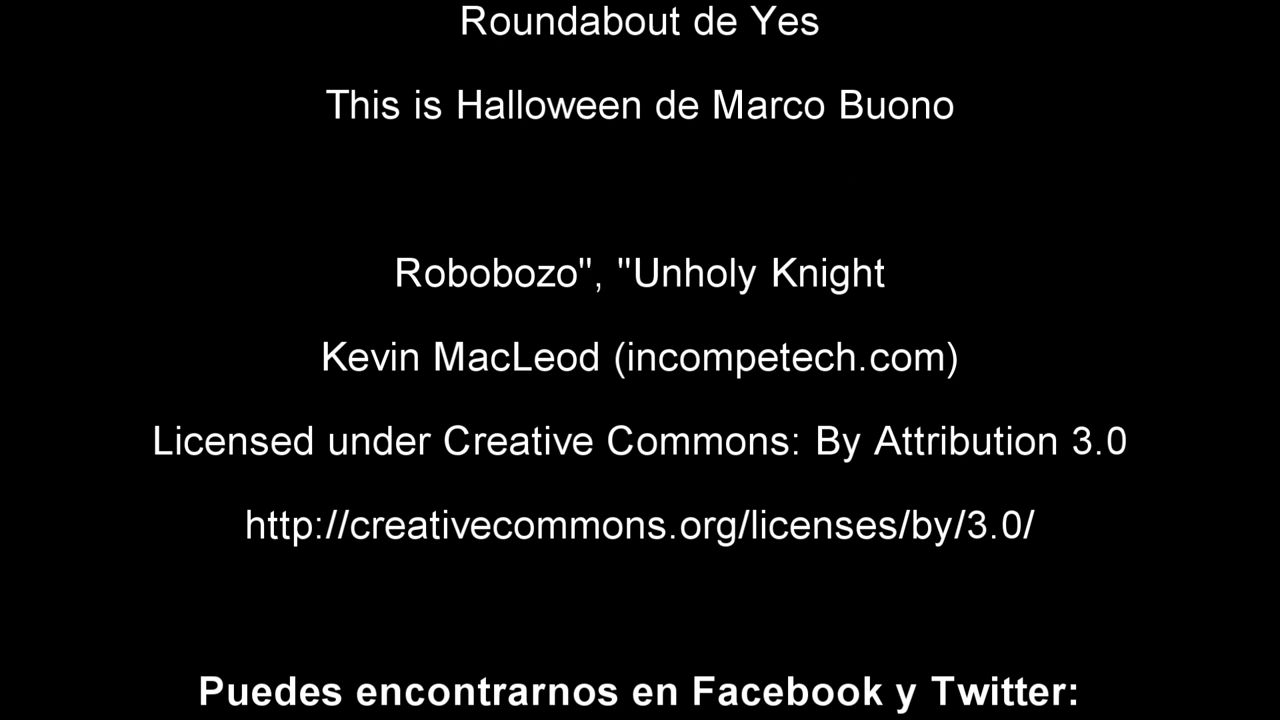 Roundabout de Yes
This is Halloween de Marco Buono
Robobozo", "Unholy Knight
Kevin MacLeod (incompetech.com)
Licensed under Creative Commons: By Attribution 3.0
http://creativecommons.org/licenses/by/3.0/
Puedes encontrarnos en Facebook y Twitter: